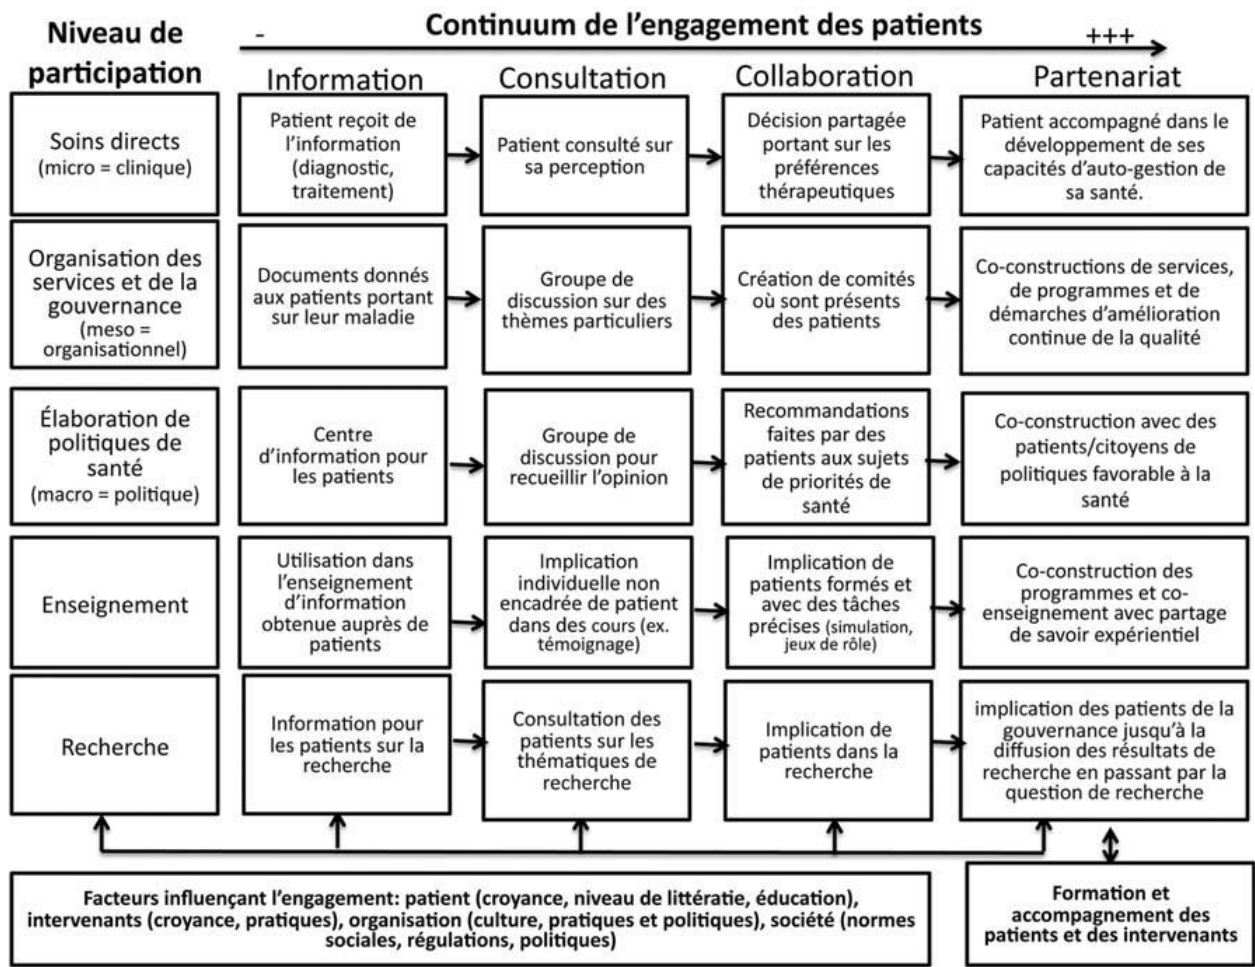 Niveau de
participation
Continuum de l’engagement des patients
-
+++
Information
Consultation
Collaboration
Partenariat
Soins directs
(micro = clinique)
Patient reçoit de
l’information
(diagnostic,
traitement)
Patient consulté sur
sa perception
Décision partagée
portant sur les
préférences
thérapeutiques
Patient accompagné dans le
développement de ses
capacités d’auto-gestion de
sa santé.
Organisation des
services et de la
gouvernance
(meso =
organisationnel)
Documents donnés
aux patients portant
sur leur maladie
Groupe de
discussion sur des
thèmes particuliers
Création de comités
où sont présents
des patients
Co-constructions de services,
de programmes et de
démarches d’amélioration
continue de la qualité
Élaboration de
politiques de
santé
(macro = politique)
Centre
d’information pour
les patients
Groupe de
discussion pour
recueillir l’opinion
Recommandations
faites par des
patients aux sujets
de priorités de
santé
Co-construction avec des
patients/citoyens de
politiques favorable à la
santé
Enseignement
Utilisation dans
l’enseignement
d’information
obtenue auprès de
patients
Implication
individuelle non
encadrée de patient
dans des cours (ex.
témoignage)
Implication de
patients formés et
avec des tâches
précises (simulation,
jeux de rôle)
Co-construction des
programmes et co-
enseignement avec partage
de savoir expérientiel
Recherche
Information pour
les patients sur la
recherche
Consultation des
patients sur les
thématiques de
recherche
Implication de
patients dans la
recherche
implication des patients de la
gouvernance jusqu’à la
diffusion des résultats de
recherche en passant par la
question de recherche
Facteurs influençant l’engagement: patient (croyance, niveau de littératie, éducation),
intervenants (croyance, pratiques), organisation (culture, pratiques et politiques), société (normes
sociales, régulations, politiques)
Formation et
accompagnement des
patients et des intervenants